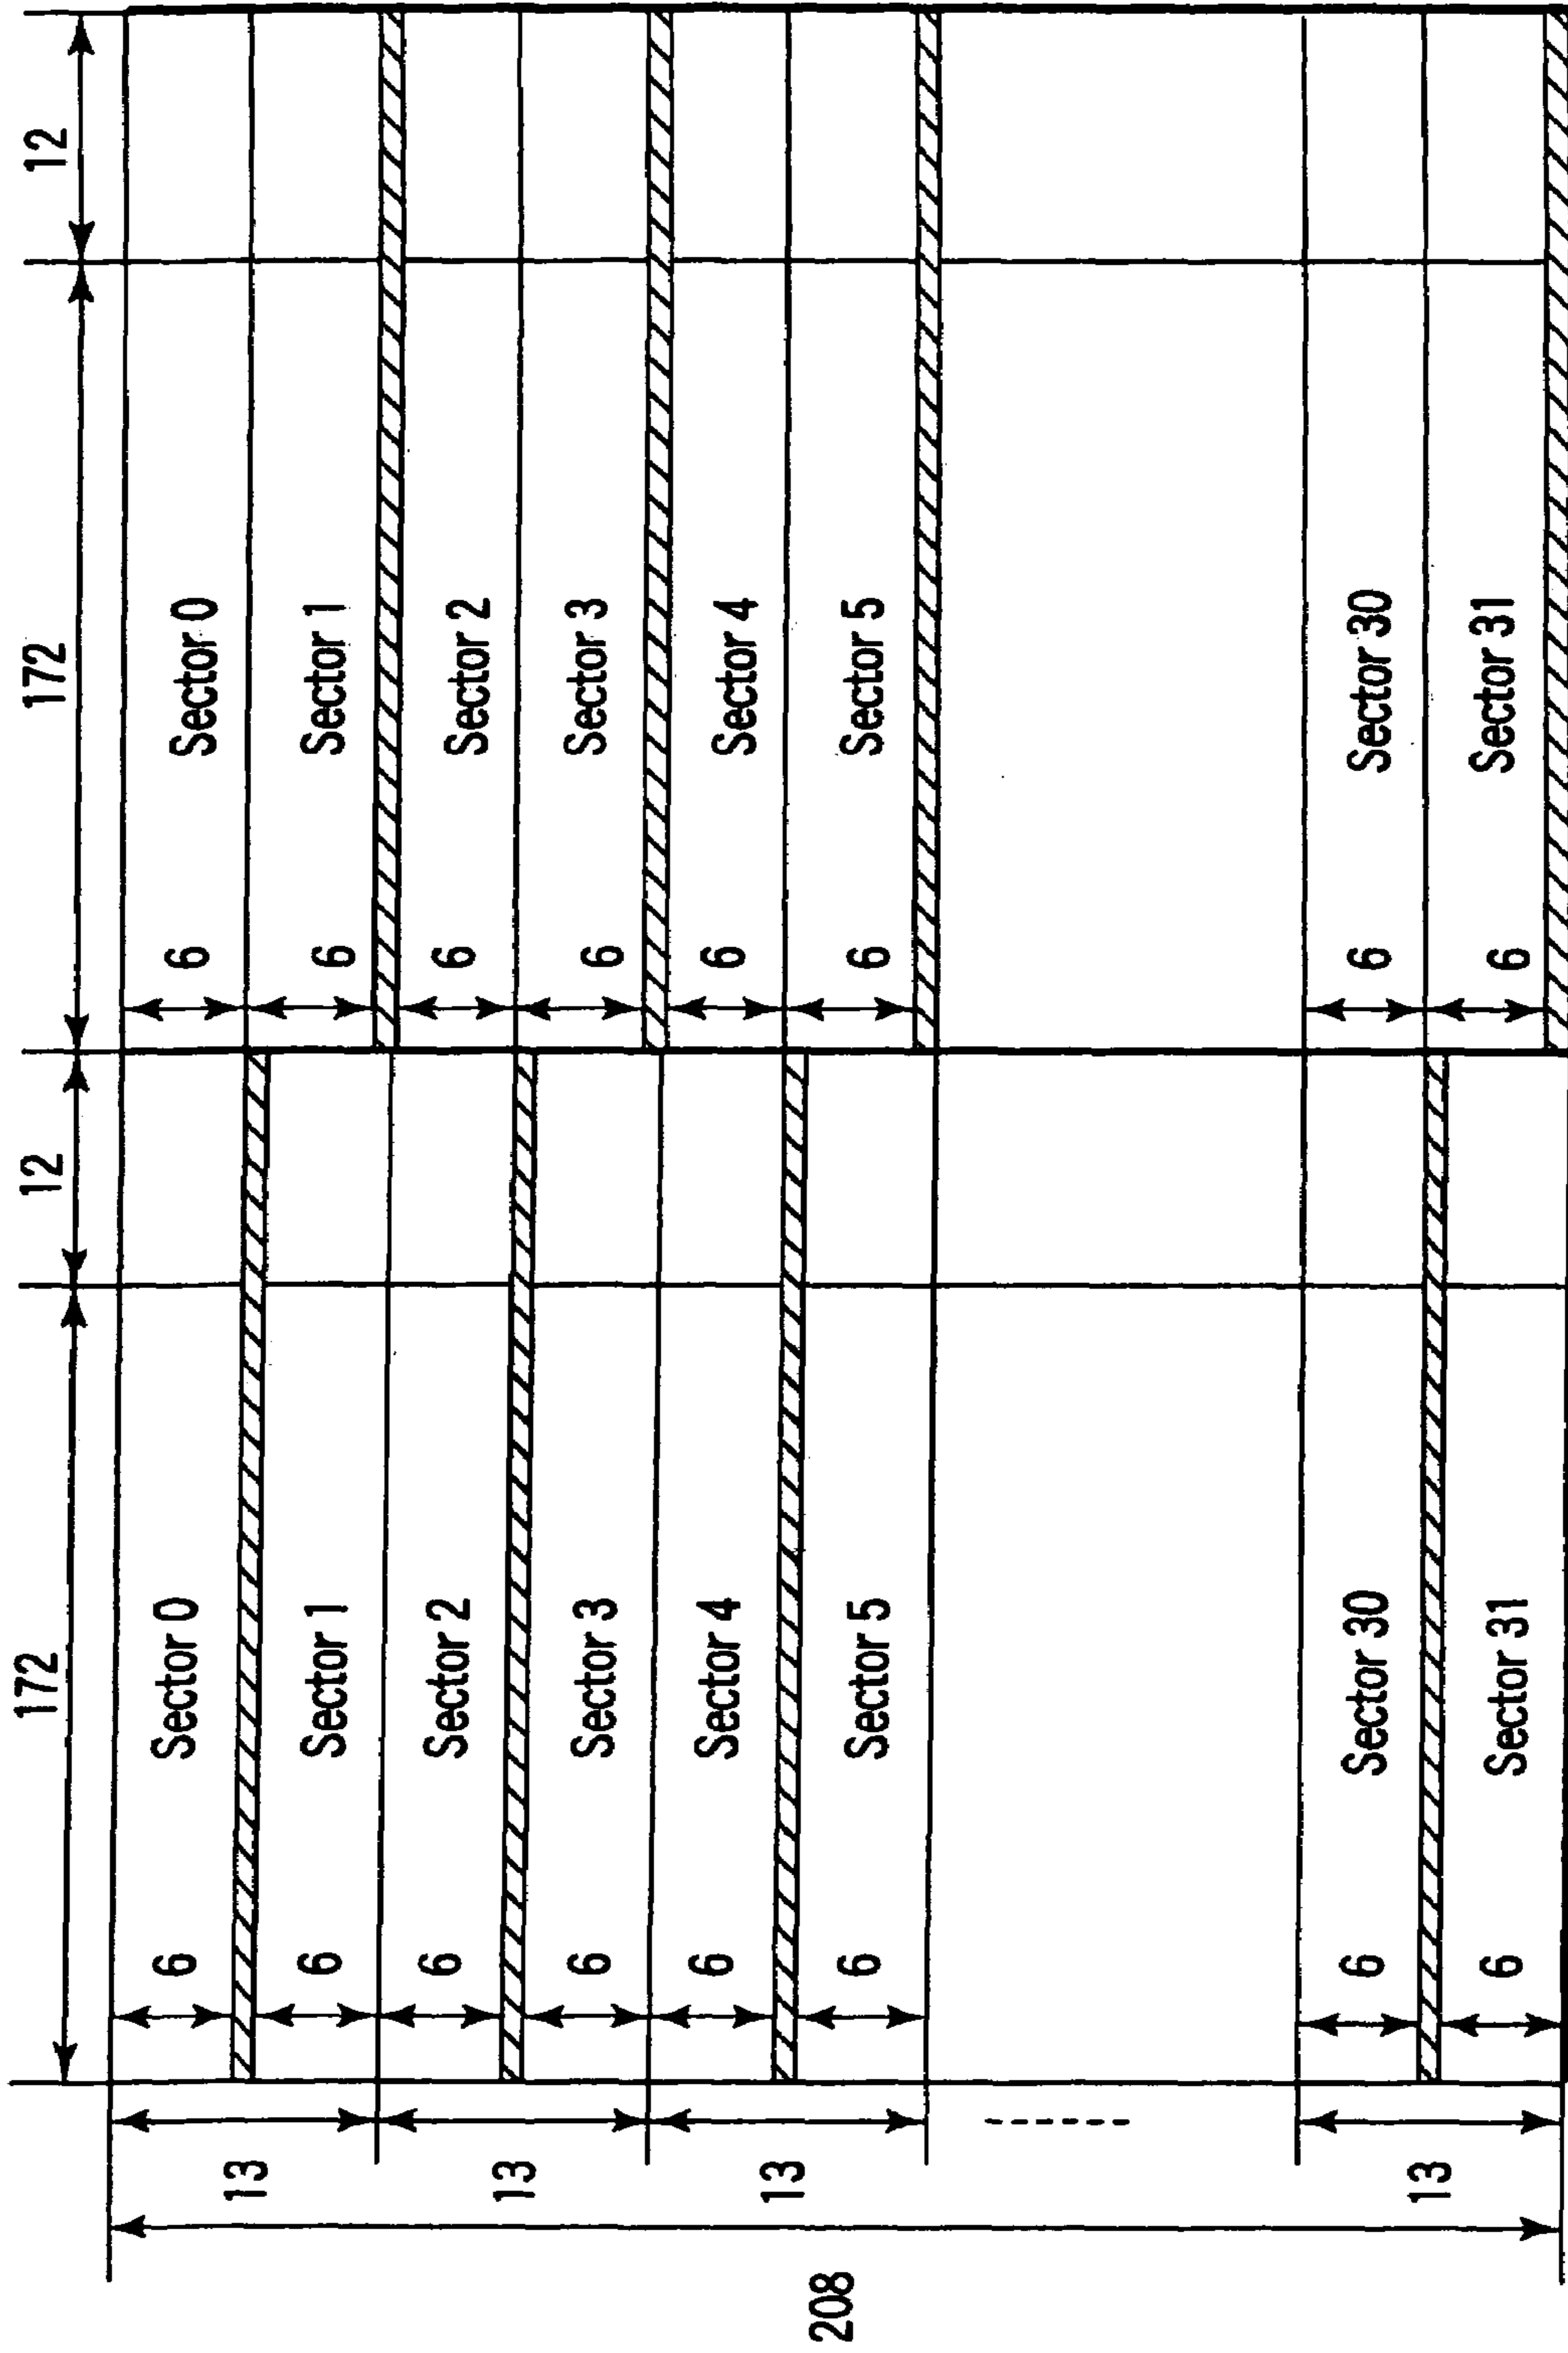 172 12 172 12
6 Sector 0 6 Sector 0
13
6 Sector 1 6 Sector 1
6 Sector 2 6 Sector 2
13
6 Sector 3 6 Sector 3
6 Sector 4 6 Sector 4
13
208
6 Sector 5 6 Sector 5
6 Sector 30 6 Sector 30
13
6 Sector 31 6 Sector 31